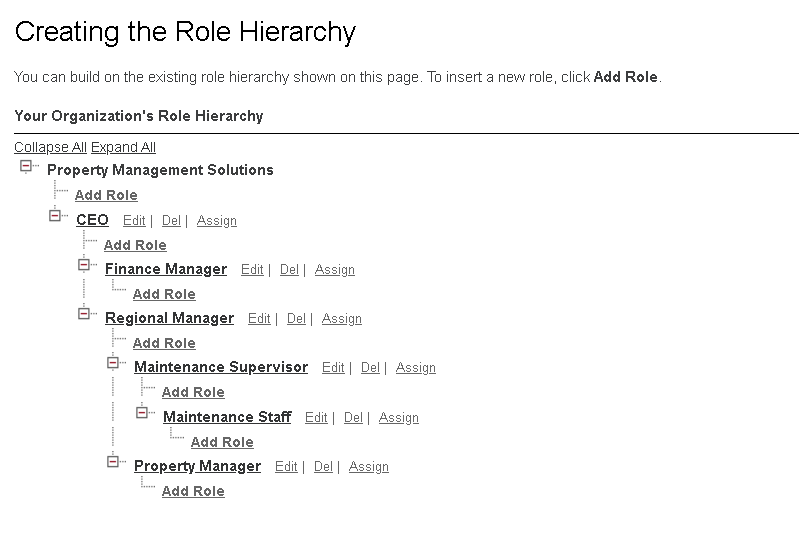 Creating the Role Hierarchy
You can build on the existing role hierarchy shown on this page. To insert a new role, click Add Role.
Your Organization's Role Hierarchy
Collapse All Expand All
Property Management Solutions
Add Role
CEO Edit | Del | Assign
Add Role
Finance Manager Edit | Del | Assign
Add Role
Regional Manager Edit | Del | Assign
Add Role
Maintenance Supervisor Edit | Del | Assign
Add Role
Maintenance Staff Edit | Del | Assign
Add Role
Property Manager Edit | Del | Assign
Add Role